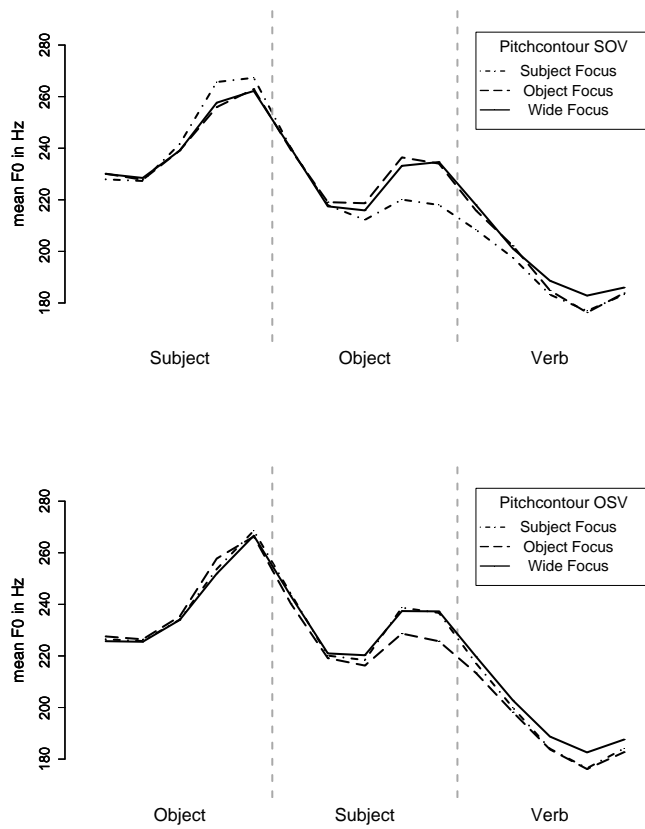 Pitchcontour SOV
Subject Focus
Object Focus
Wide Focus
mean F0 in Hz
280
260
240
220
200
180
Subject Object Verb
Pitchcontour OSV
Subject Focus
Object Focus
Wide Focus
mean F0 in Hz
280
260
240
220
200
180
Object Subject Verb